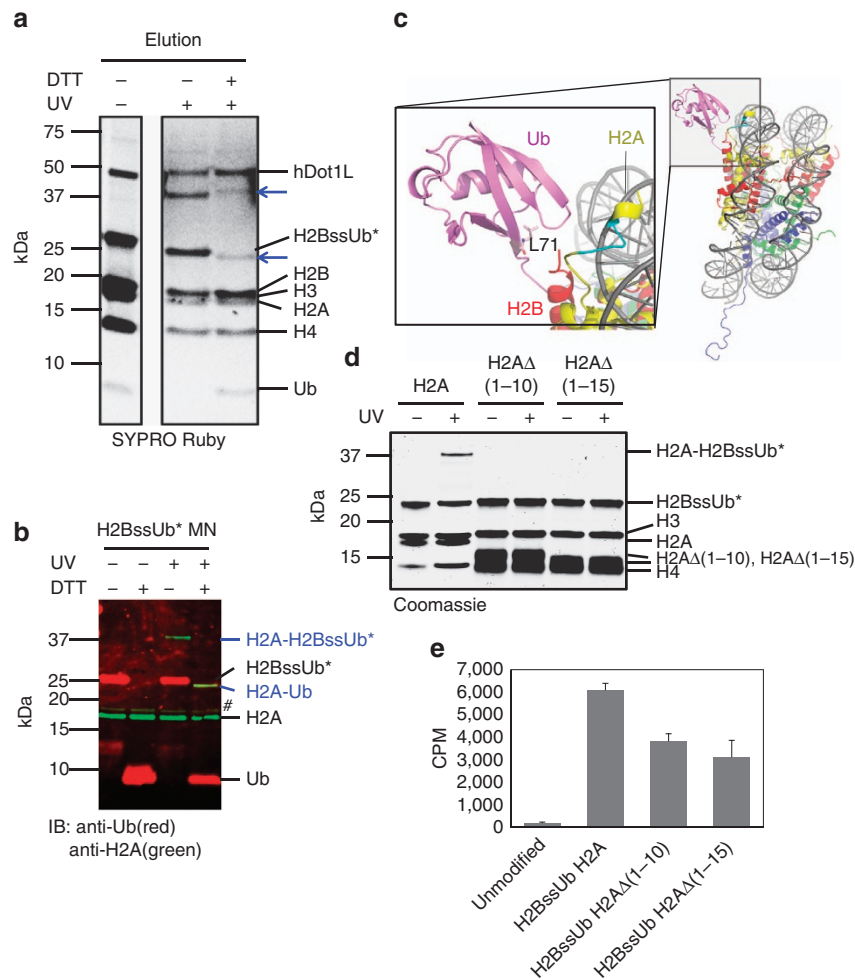 a
Elution
DTT – – +
UV – + +
kDa
75
50
37
25
20
15
10
hDot1L
H2BssUb*
H2B
H3
H2A
H4
Ub
SYPRO Ruby
b
H2BssUb* MN
UV – – + +
DTT – + – +
kDa
37
25
20
15
10
H2A-H2BssUb*
H2BssUb*
H2A-Ub
#
H2A
Ub
IB: anti-Ub(red)
anti-H2A(green)
c
Ub
H2A
L71
H2B
d
H2A
H2AΔ
(1–10)
H2AΔ
(1–15)
UV – + – + – +
kDa
37
25
20
15
H2A-H2BssUb*
H2BssUb*
H3
H2A
H2AΔ(1–10), H2AΔ(1–15)
H4
Coomassie
e
CPM
7,000
6,000
5,000
4,000
3,000
2,000
1,000
0
Unmodified
H2BssUb H2A
H2BssUb H2AΔ(1–10)
H2BssUb H2AΔ(1–15)